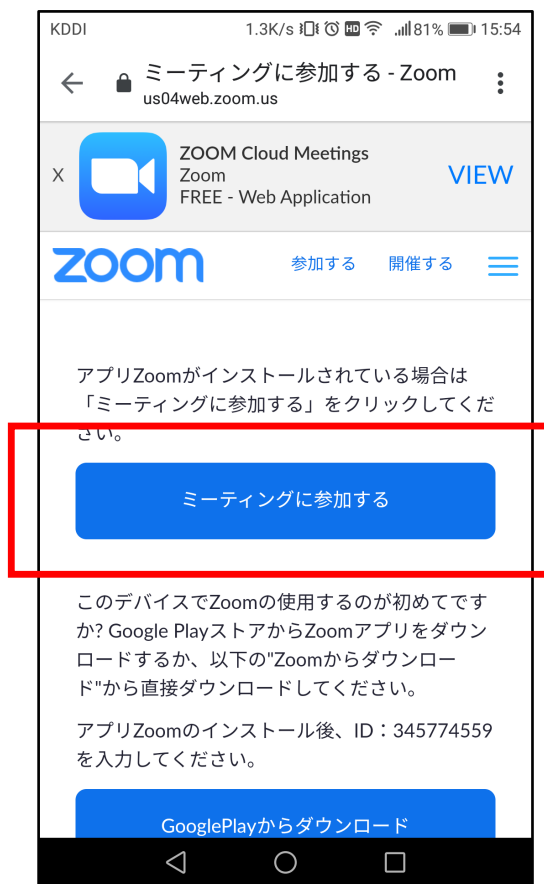 KDDI 1.3K/s HD 81% 15:54
ミーティングに参加する - Zoom
us04web.zoom.us
ZOOM Cloud Meetings
X Zoom VIEW
FREE - Web Application
zoom 参加する 開催する
アプリZoomがインストールされている場合は
「ミーティングに参加する」をクリックしてくだ
さい。
ミーティングに参加する
このデバイスでZoomの使用するのが初めてです
か? Google PlayストアからZoomアプリをダウン
ロードするか、以下の"Zoomからダウンロー
ド"から直接ダウンロードしてください。
アプリZoomのインストール後、ID：345774559
を入力してください。
GooglePlayからダウンロード